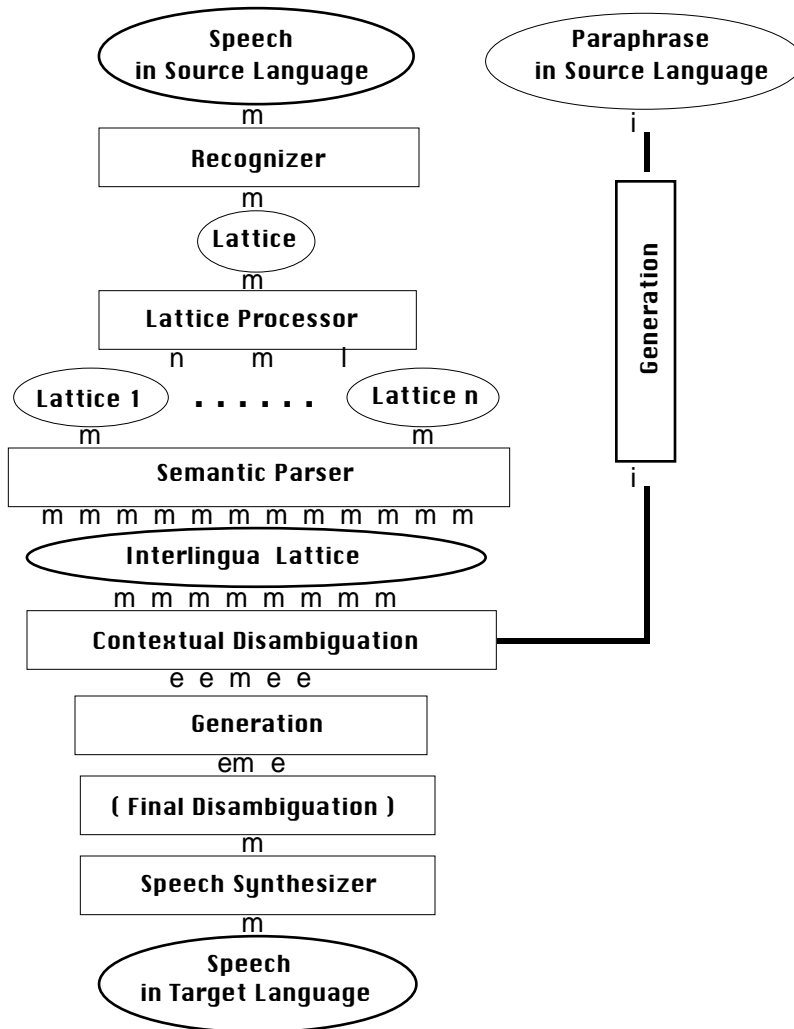 Speech
in Source Language
Paraphrase
in Source Language
m
i
Recognizer
m
Lattice
m
Generation
Lattice Processor
n m l
Lattice 1 . . . . . . Lattice n
m m
Semantic Parser
i
m m m m m m m m m m m m
Interlingua Lattice
m m m m m m m m
Contextual Disambiguation
e e m e e
Generation
em e
( Final Disambiguation )
m
Speech Synthesizer
m
Speech
in Target Language